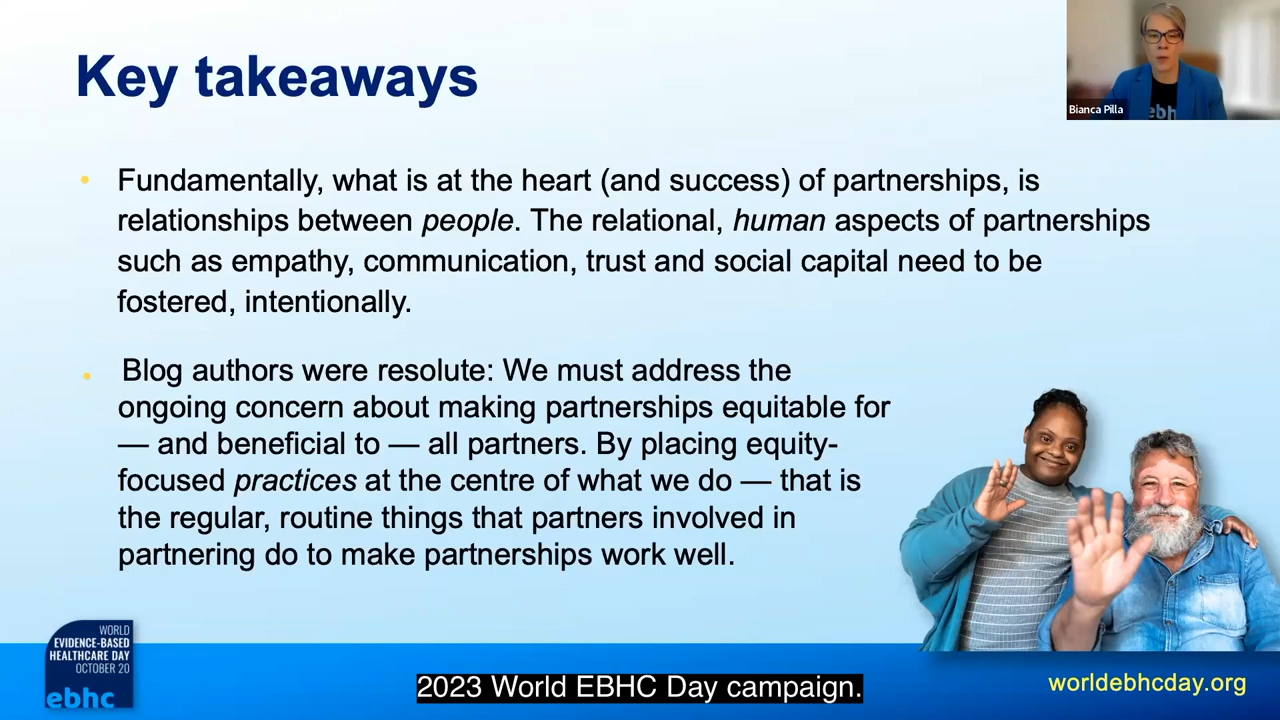 Key takeaways
Bianca Pilla
ebh
• Fundamentally, what is at the heart (and success) of partnerships, is
relationships between people. The relational, human aspects of partnerships
such as empathy, communication, trust and social capital need to be
fostered, intentionally.
• Blog authors were resolute: We must address the
ongoing concern about making partnerships equitable for
— and beneficial to — all partners. By placing equity-
focused practices at the centre of what we do — that is
the regular, routine things that partners involved in
partnering do to make partnerships work well.
WORLD
EVIDENCE-BASED
HEALTHCARE DAY
OCTOBER 20
ebhc
2023 World EBHC Day campaign.
worldebhcday.org